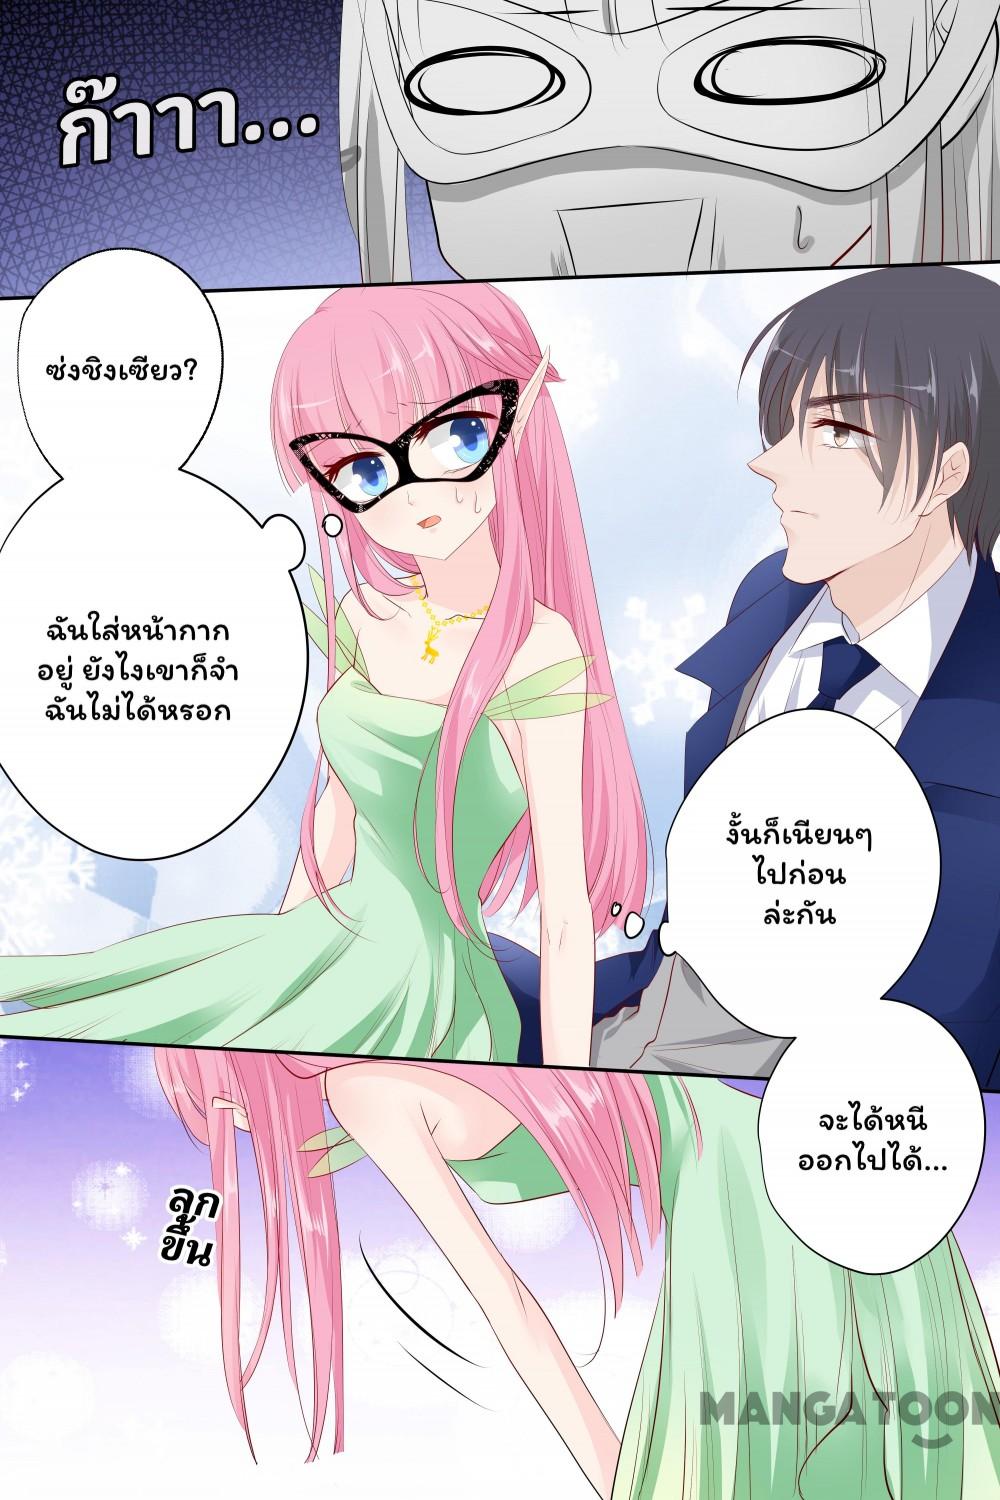 ก๊าาา...
ซ่งชิงเซียว?
ฉันใส่หน้ากาก
อยู่ ยังไงเขาก็จำ
ฉันไม่ได้หรอก
งั้นก็เนียนๆ
ไปก่อน
ล่ะกัน
จะได้หนี
ออกไปได้...
ลุก
ขึ้น
MANGATOON